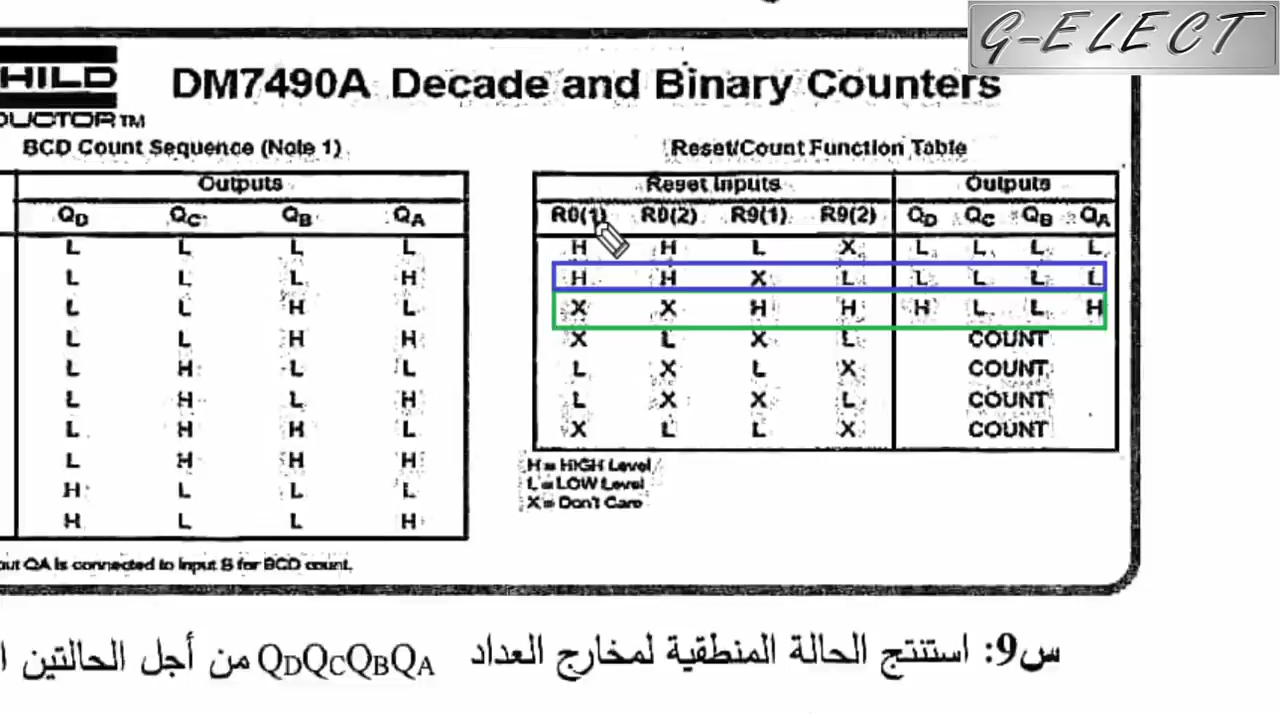 G-ELECT
HILD
DUCTOR™
DM7490A Decade and Binary Counters
BCD Count Sequence (Note 1)
Outputs
QD QC QB QA
L L L L
L L L H
L L H L
L L H H
L H L L
L H L H
L H H L
L H H H
H L L L
H L L H
out QA is connected to input B for BCD count.
Reset/Count Function Table
Reset Inputs Outputs
R0(1) R0(2) R9(1) R9(2) QD QC QB QA
H H L X L L L L
H H X L L L L L
X X H H H L L H
X L X L COUNT
L X L X COUNT
L X X L COUNT
X L L X COUNT
H = HIGH Level
L = LOW Level
X = Don't Care
س9: استنتج الحالة المنطقية لمخارج العداد QDQCQBQA من أجل الحالتين